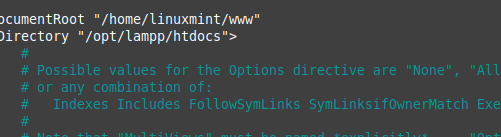 ocumentRoot "/home/linuxmint/www"
Directory "/opt/lampp/htdocs">
#
# Possible values for the Options directive are "None", "All
# or any combination of:
#   Indexes Includes FollowSymLinks SymLinksifOwnerMatch Exe
#
# Note that "MultiViews" must be named *explicitly*